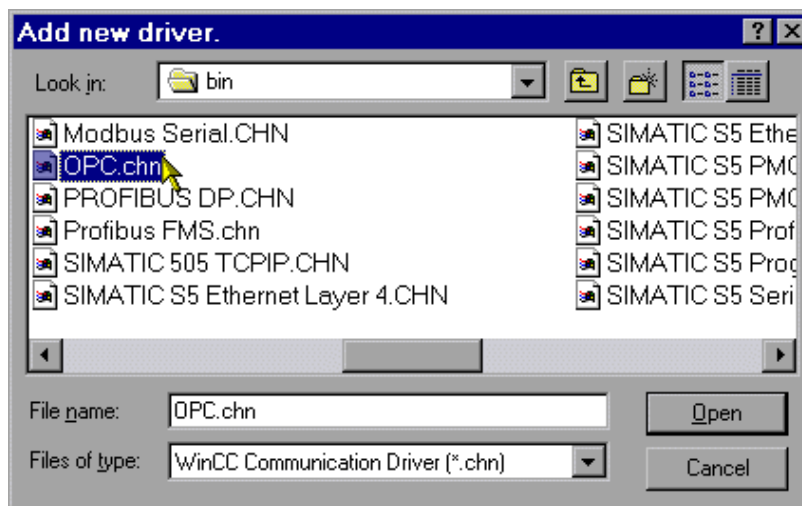 Add new driver.
Look in: bin
Modbus Serial.CHN
OPC.chn
PROFIBUS DP.CHN
Profibus FMS.chn
SIMATIC 505 TCPIP.CHN
SIMATIC S5 Ethernet Layer 4.CHN
SIMATIC S5 Ethe
SIMATIC S5 PMC
SIMATIC S5 PMC
SIMATIC S5 Prof
SIMATIC S5 Prog
SIMATIC S5 Seri
File name: OPC.chn
Open
Files of type: WinCC Communication Driver (*.chn)
Cancel